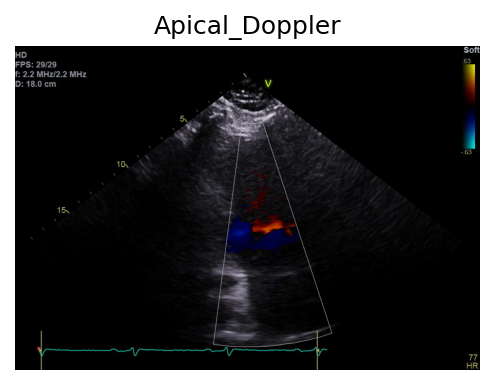 Apical_Doppler
HD
FPS: 29/29
f: 2.2 MHz/2.2 MHz
D: 18.0 cm
V
Soft
63
-63
5
10
15
77
HR